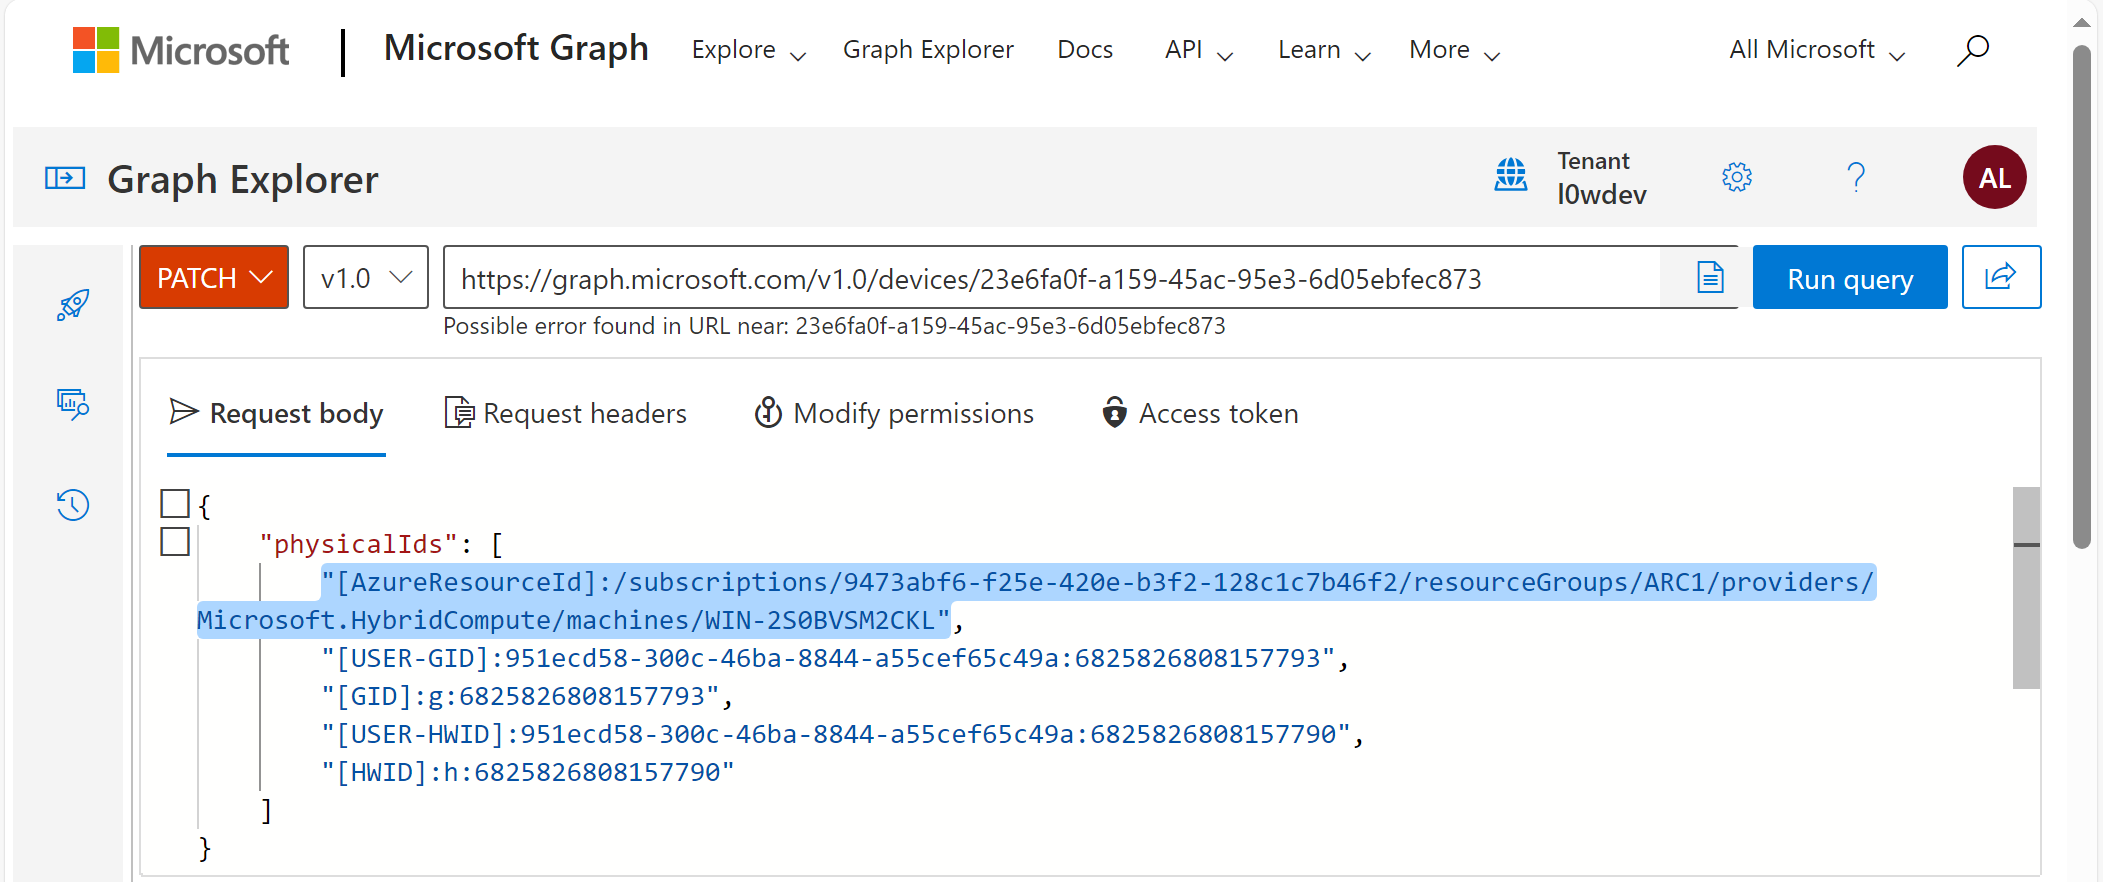 Microsoft
Microsoft Graph
Explore
Graph Explorer
Docs
API
Learn
More
All Microsoft
Graph Explorer
Tenant
l0wdev
?
AL
PATCH
v1.0
https://graph.microsoft.com/v1.0/devices/23e6fa0f-a159-45ac-95e3-6d05ebfec873
Run query
Possible error found in URL near: 23e6fa0f-a159-45ac-95e3-6d05ebfec873
Request body
Request headers
Modify permissions
Access token
{
"physicalIds": [
"[AzureResourceId]:/subscriptions/9473abf6-f25e-420e-b3f2-128c1c7b46f2/resourceGroups/ARC1/providers/
Microsoft.HybridCompute/machines/WIN-2S0BVSM2CKL",
"[USER-GID]:951ecd58-300c-46ba-8844-a55cef65c49a:6825826808157793",
"[GID]:g:6825826808157793",
"[USER-HWID]:951ecd58-300c-46ba-8844-a55cef65c49a:6825826808157790",
"[HWID]:h:6825826808157790"
]
}